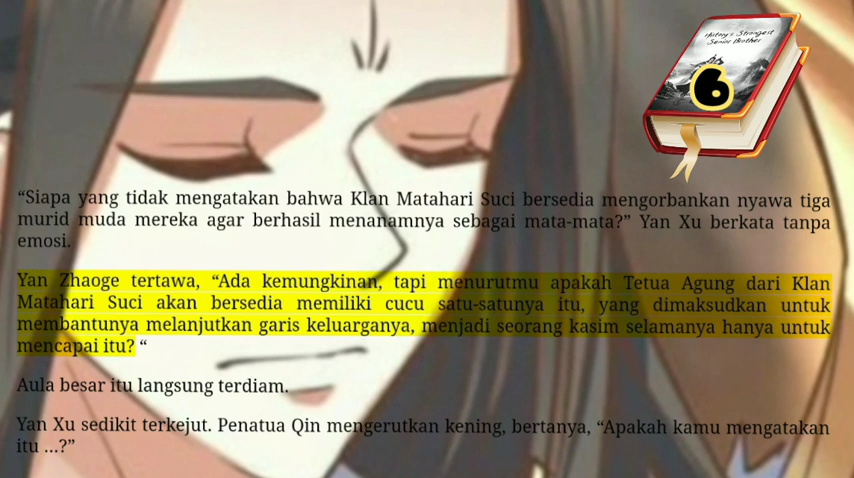 History's Strongest
Senior Brother
6
“Siapa yang tidak mengatakan bahwa Klan Matahari Suci bersedia mengorbankan nyawa tiga
murid muda mereka agar berhasil menanamnya sebagai mata-mata?” Yan Xu berkata tanpa
emosi.
Yan Zhaoge tertawa, “Ada kemungkinan, tapi menurutmu apakah Tetua Agung dari Klan
Matahari Suci akan bersedia memiliki cucu satu-satunya itu, yang dimaksudkan untuk
membantunya melanjutkan garis keluarganya, menjadi seorang kasim selamanya hanya untuk
mencapai itu? “
Aula besar itu langsung terdiam.
Yan Xu sedikit terkejut. Penatua Qin mengerutkan kening, bertanya, “Apakah kamu mengatakan
itu ...?”